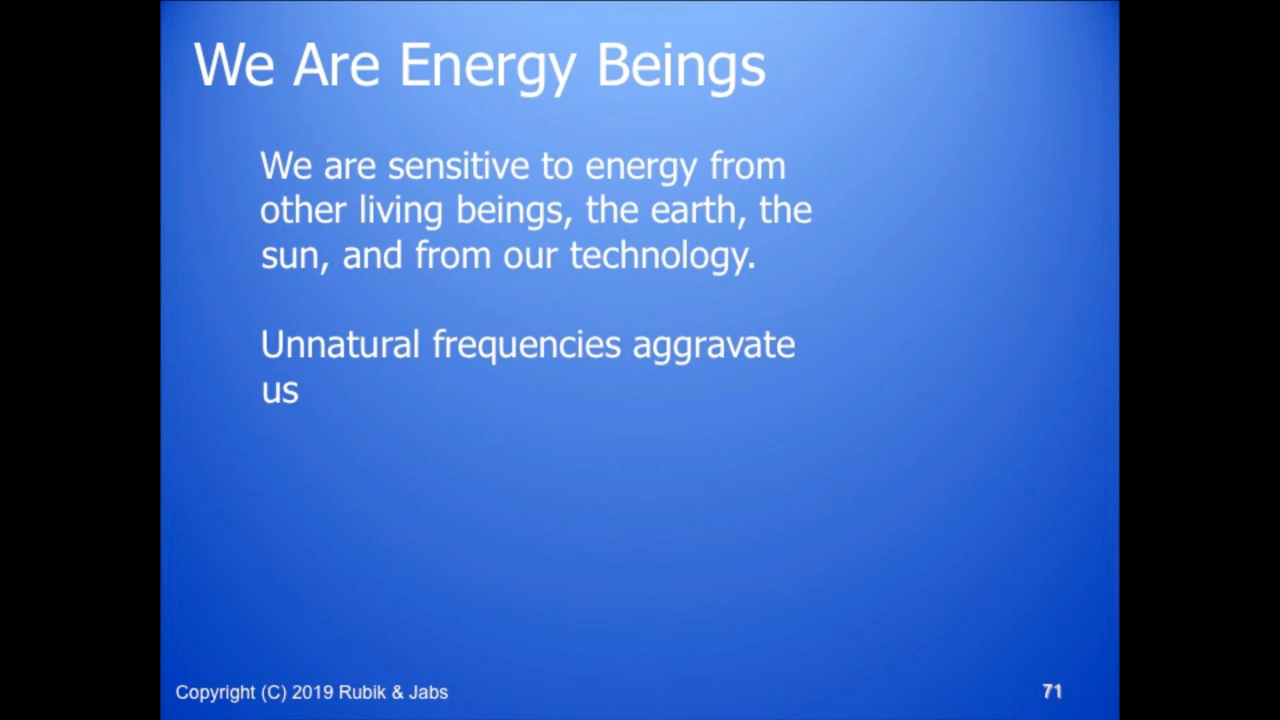 We Are Energy Beings
We are sensitive to energy from
other living beings, the earth, the
sun, and from our technology.
Unnatural frequencies aggravate
us
Copyright (C) 2019 Rubik & Jabs
71